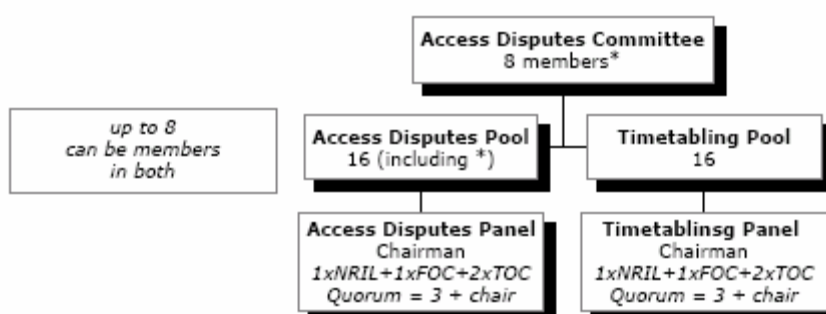 Access Disputes Committee
8 members*
up to 8
can be members
in both
Access Disputes Pool
16 (including *)
Timetabling Pool
16
Access Disputes Panel
Chairman
1xNRIL+1xFOC+2xTOC
Quorum = 3 + chair
Timetablinsg Panel
Chairman
1xNRIL+1xFOC+2xTOC
Quorum = 3 + chair